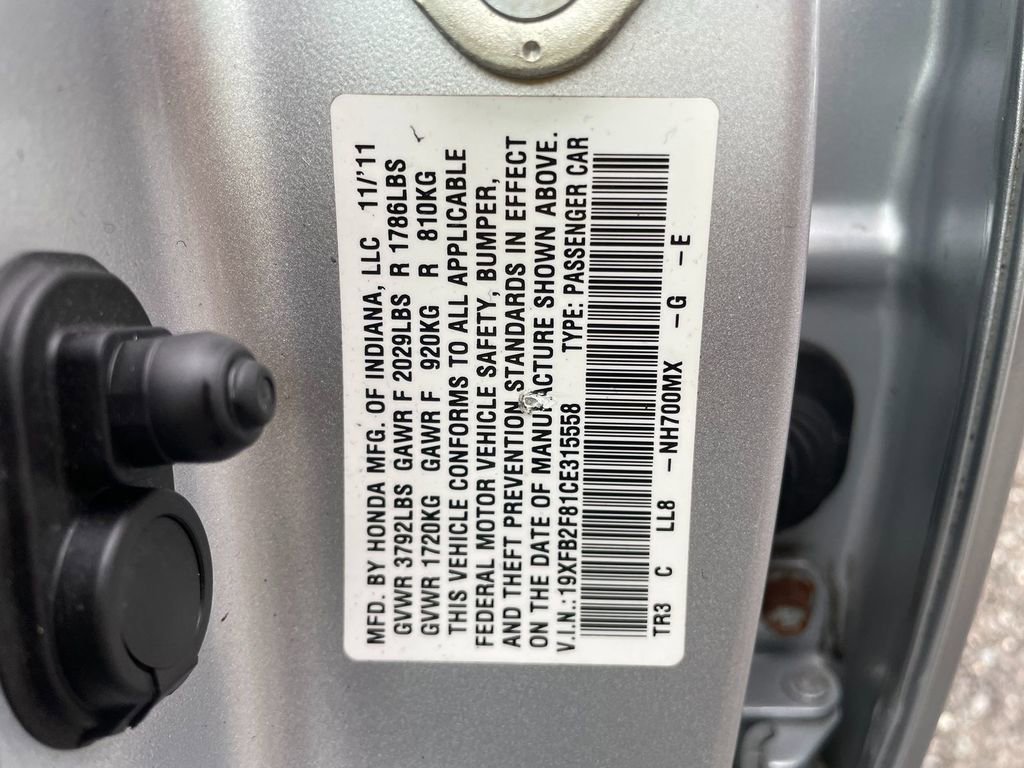 MFD. BY HONDA MFG. OF INDIANA, LLC 11/'11
GVWR 3792LBS GAWR F 2029LBS R 1786LBS
GVWR 1720KG GAWR F 920KG R 810KG
THIS VEHICLE CONFORMS TO ALL APPLICABLE
FEDERAL MOTOR VEHICLE SAFETY, BUMPER,
AND THEFT PREVENTION STANDARDS IN EFFECT
ON THE DATE OF MANUFACTURE SHOWN ABOVE.
V.I.N.:19XFB2F81CE315558 TYPE: PASSENGER CAR
TR3 C LL8 -NH700MX -G -E